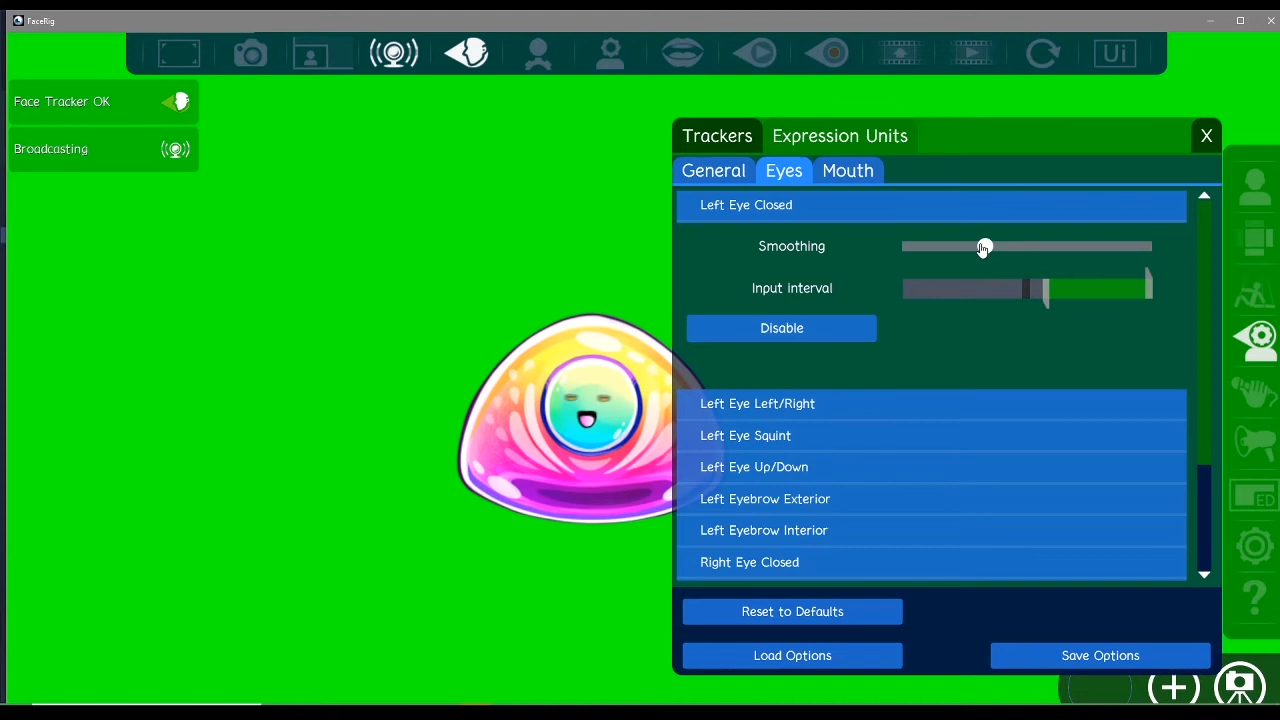 FaceRig
Ui
Face Tracker OK
Broadcasting
Trackers Expression Units X
General Eyes Mouth
Left Eye Closed
Smoothing
Input interval
Disable
Left Eye Left/Right
Left Eye Squint
Left Eye Up/Down
Left Eyebrow Exterior
Left Eyebrow Interior
Right Eye Closed
ED
?
Reset to Defaults
Load Options Save Options